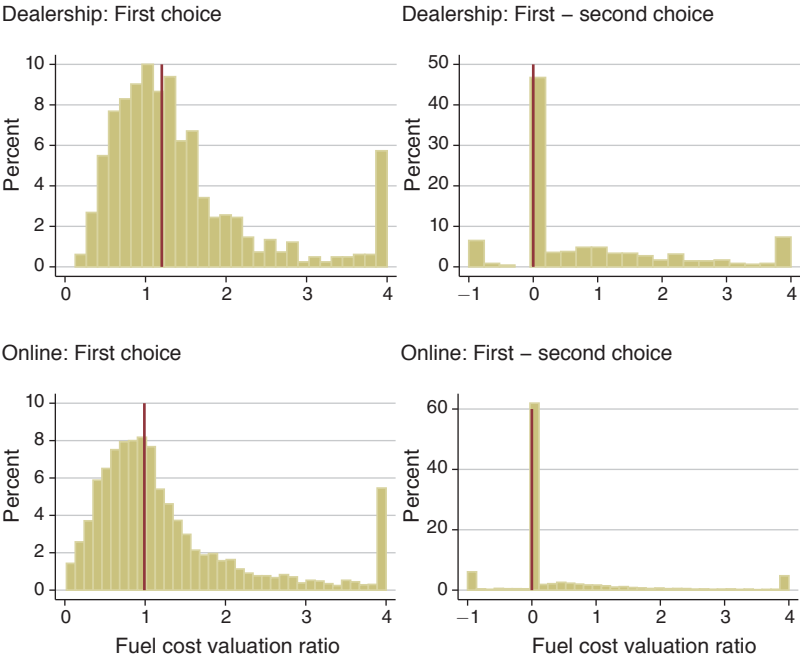 Dealership: First choice
Percent
10
8
6
4
2
0
0 1 2 3 4
Dealership: First – second choice
Percent
50
40
30
20
10
0
−1 0 1 2 3 4
Online: First choice
Percent
10
8
6
4
2
0
0 1 2 3 4
Fuel cost valuation ratio
Online: First – second choice
Percent
60
40
20
0
−1 0 1 2 3 4
Fuel cost valuation ratio